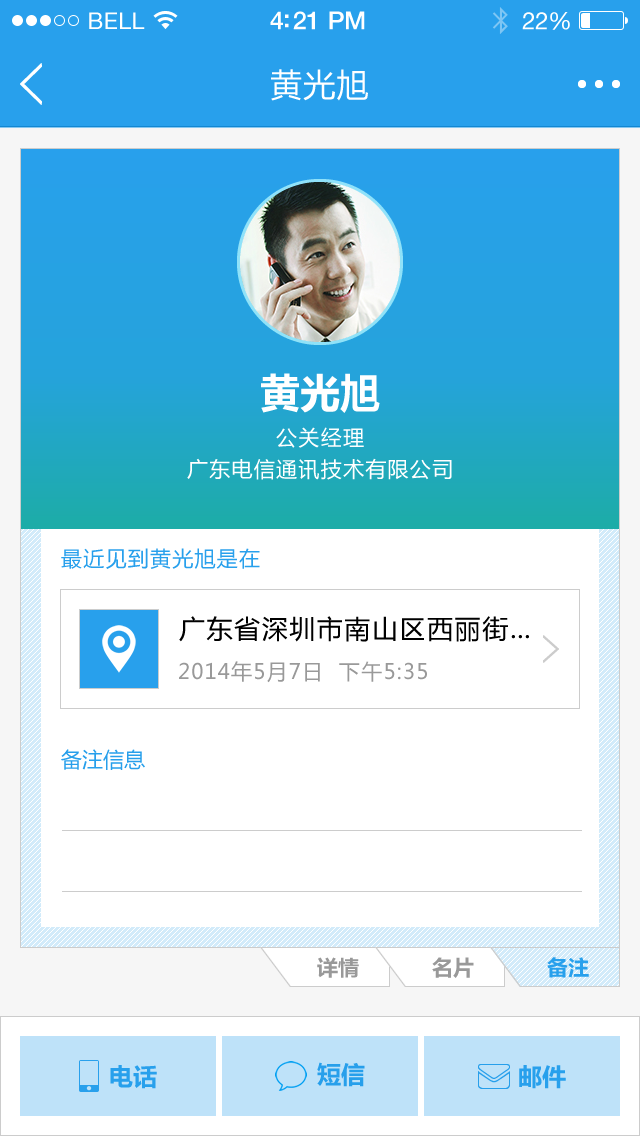 BELL 4:21 PM 22%
黄光旭
黄光旭
公关经理
广东电信通讯技术有限公司
最近见到黄光旭是在
广东省深圳市南山区西丽街...
2014年5月7日 下午5:35
备注信息
详情 名片 备注
电话 短信 邮件